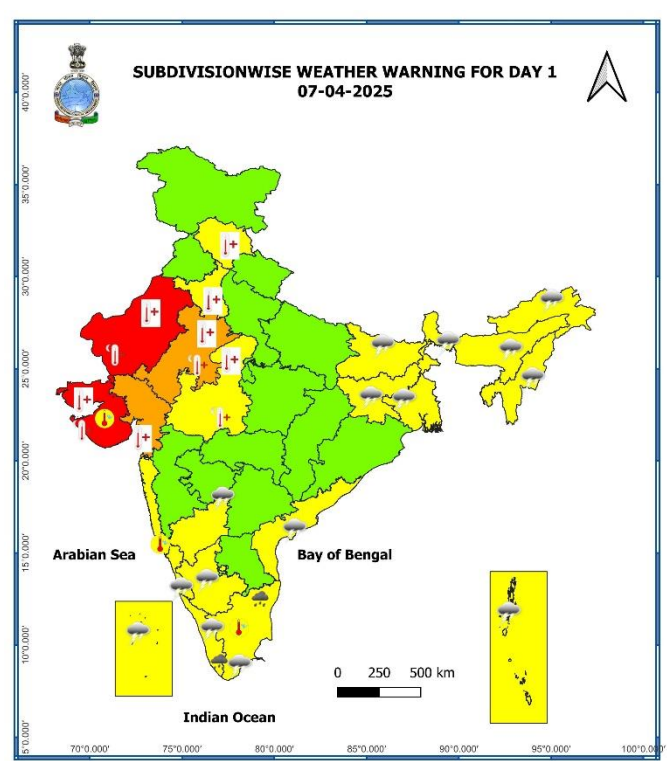 SUBDIVISIONWISE WEATHER WARNING FOR DAY 1
07-04-2025
40°0.000'
35°0.000'
30°0.000'
25°0.000'
20°0.000'
15°0.000'
10°0.000'
5°0.000'
Arabian Sea
Bay of Bengal
0 250 500 km
Indian Ocean
70°0.000' 75°0.000' 80°0.000' 85°0.000' 90°0.000' 95°0.000' 100°0.000'